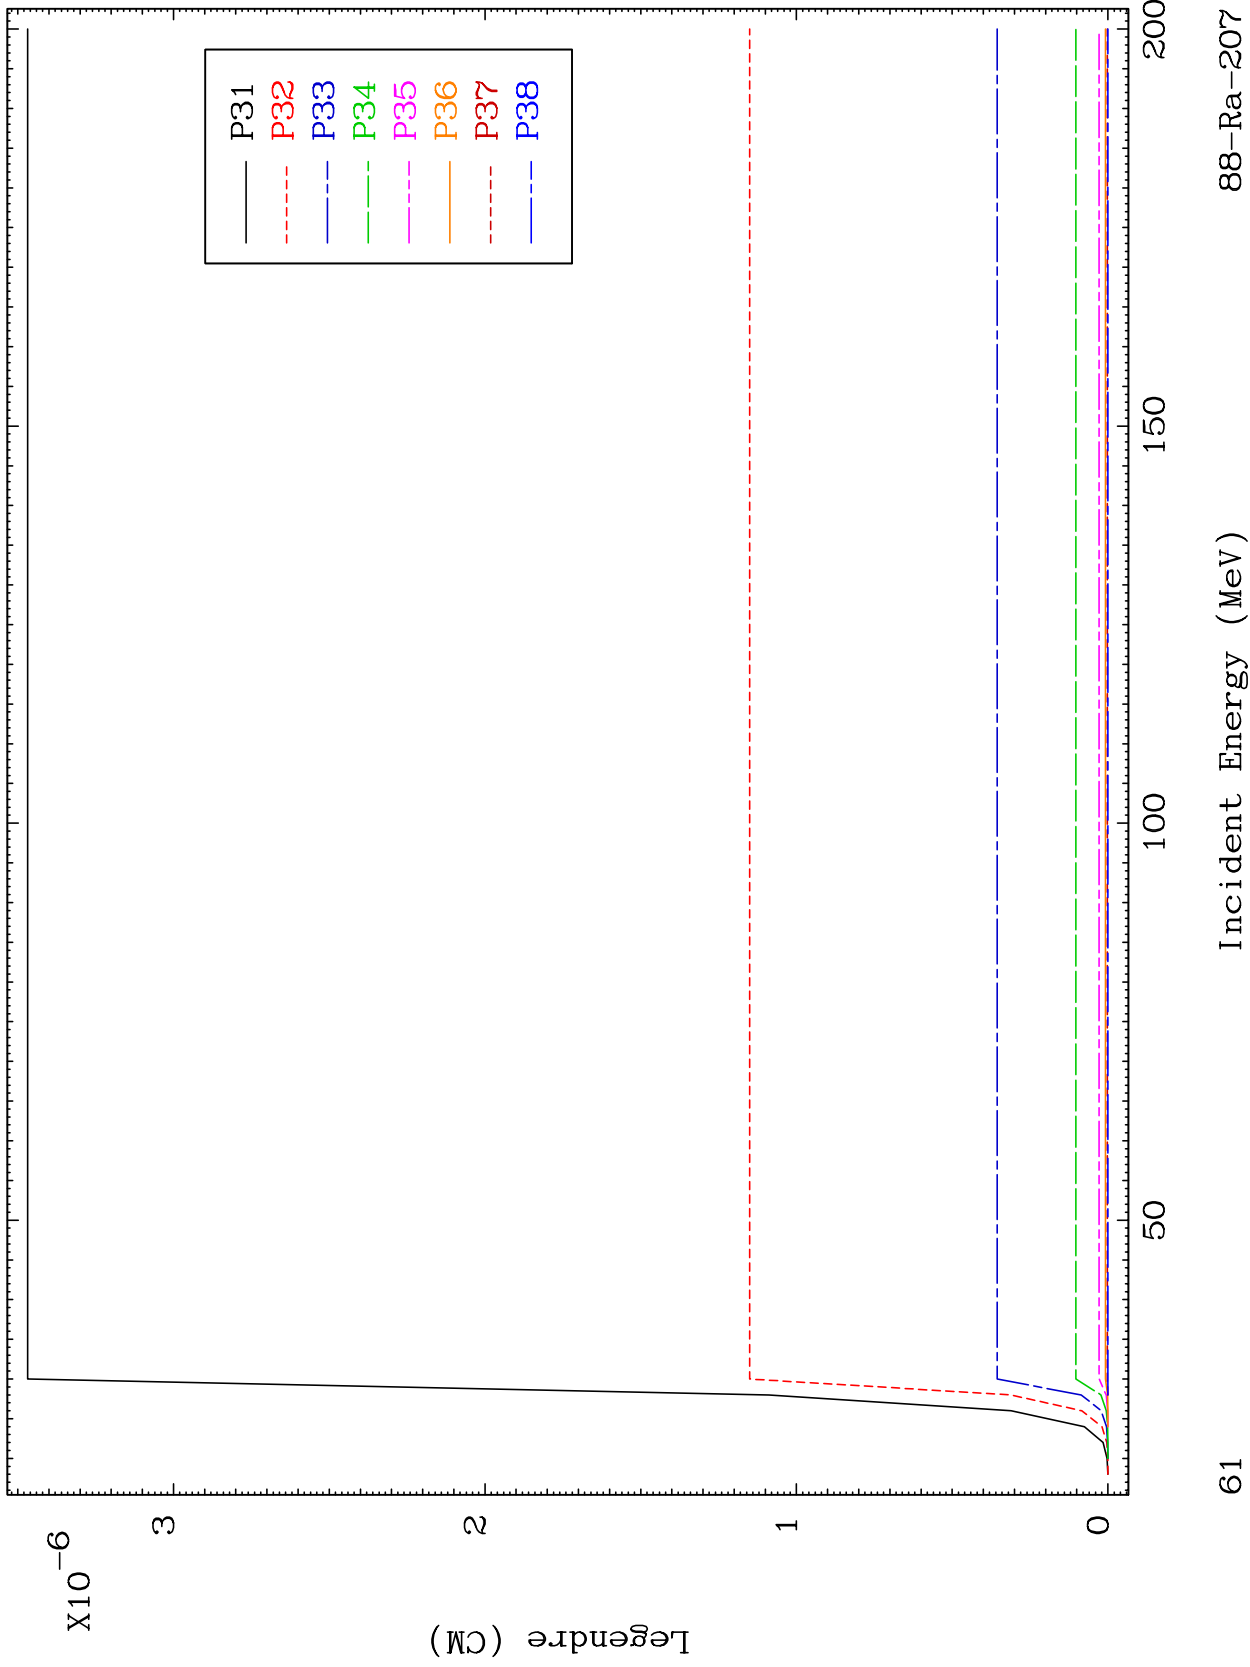 X10-6
Legendre (CM)
3
2
1
0
P31
P32
P33
P34
P35
P36
P37
P38
50
100
150
200
Incident Energy (MeV)
61
88-Ra-207